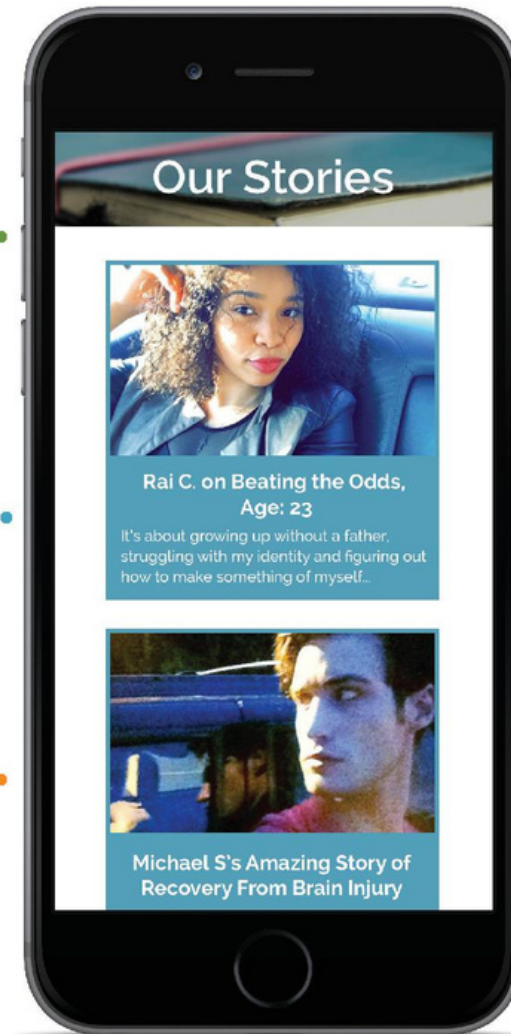 Our Stories
Rai C. on Beating the Odds,
Age: 23
It's about growing up without a father,
struggling with my identity and figuring out
how to make something of myself...
Michael S's Amazing Story of
Recovery From Brain Injury